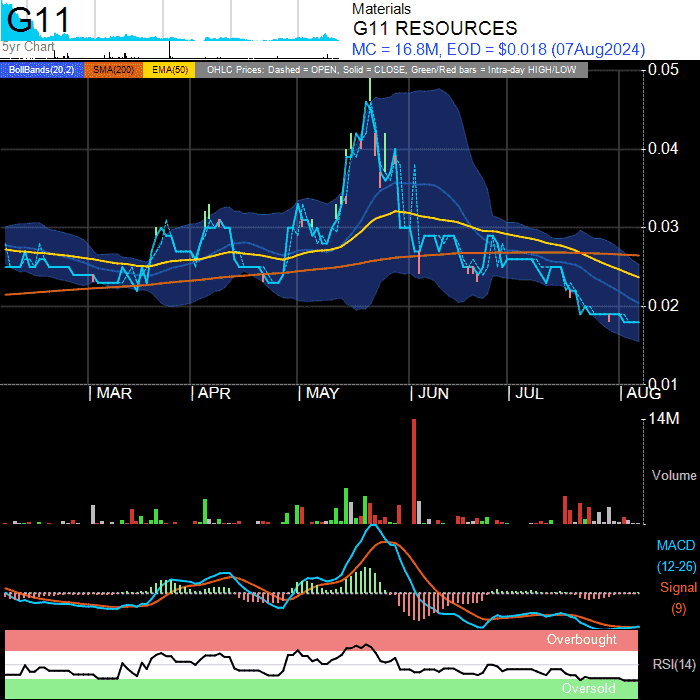 G11
5yr Chart
Materials
G11 RESOURCES
MC = 16.8M, EOD = $0.018 (07Aug2024)
BollBands(20,2) SMA(200) EMA(50) OHLC Prices: Dashed = OPEN, Solid = CLOSE, Green/Red bars = Intra-day HIGH/LOW
0.05
0.04
0.03
0.02
0.01
| MAR | APR | MAY | JUN | JUL | AUG
14M
Volume
MACD
(12-26)
Signal
(9)
Overbought
RSI(14)
Oversold